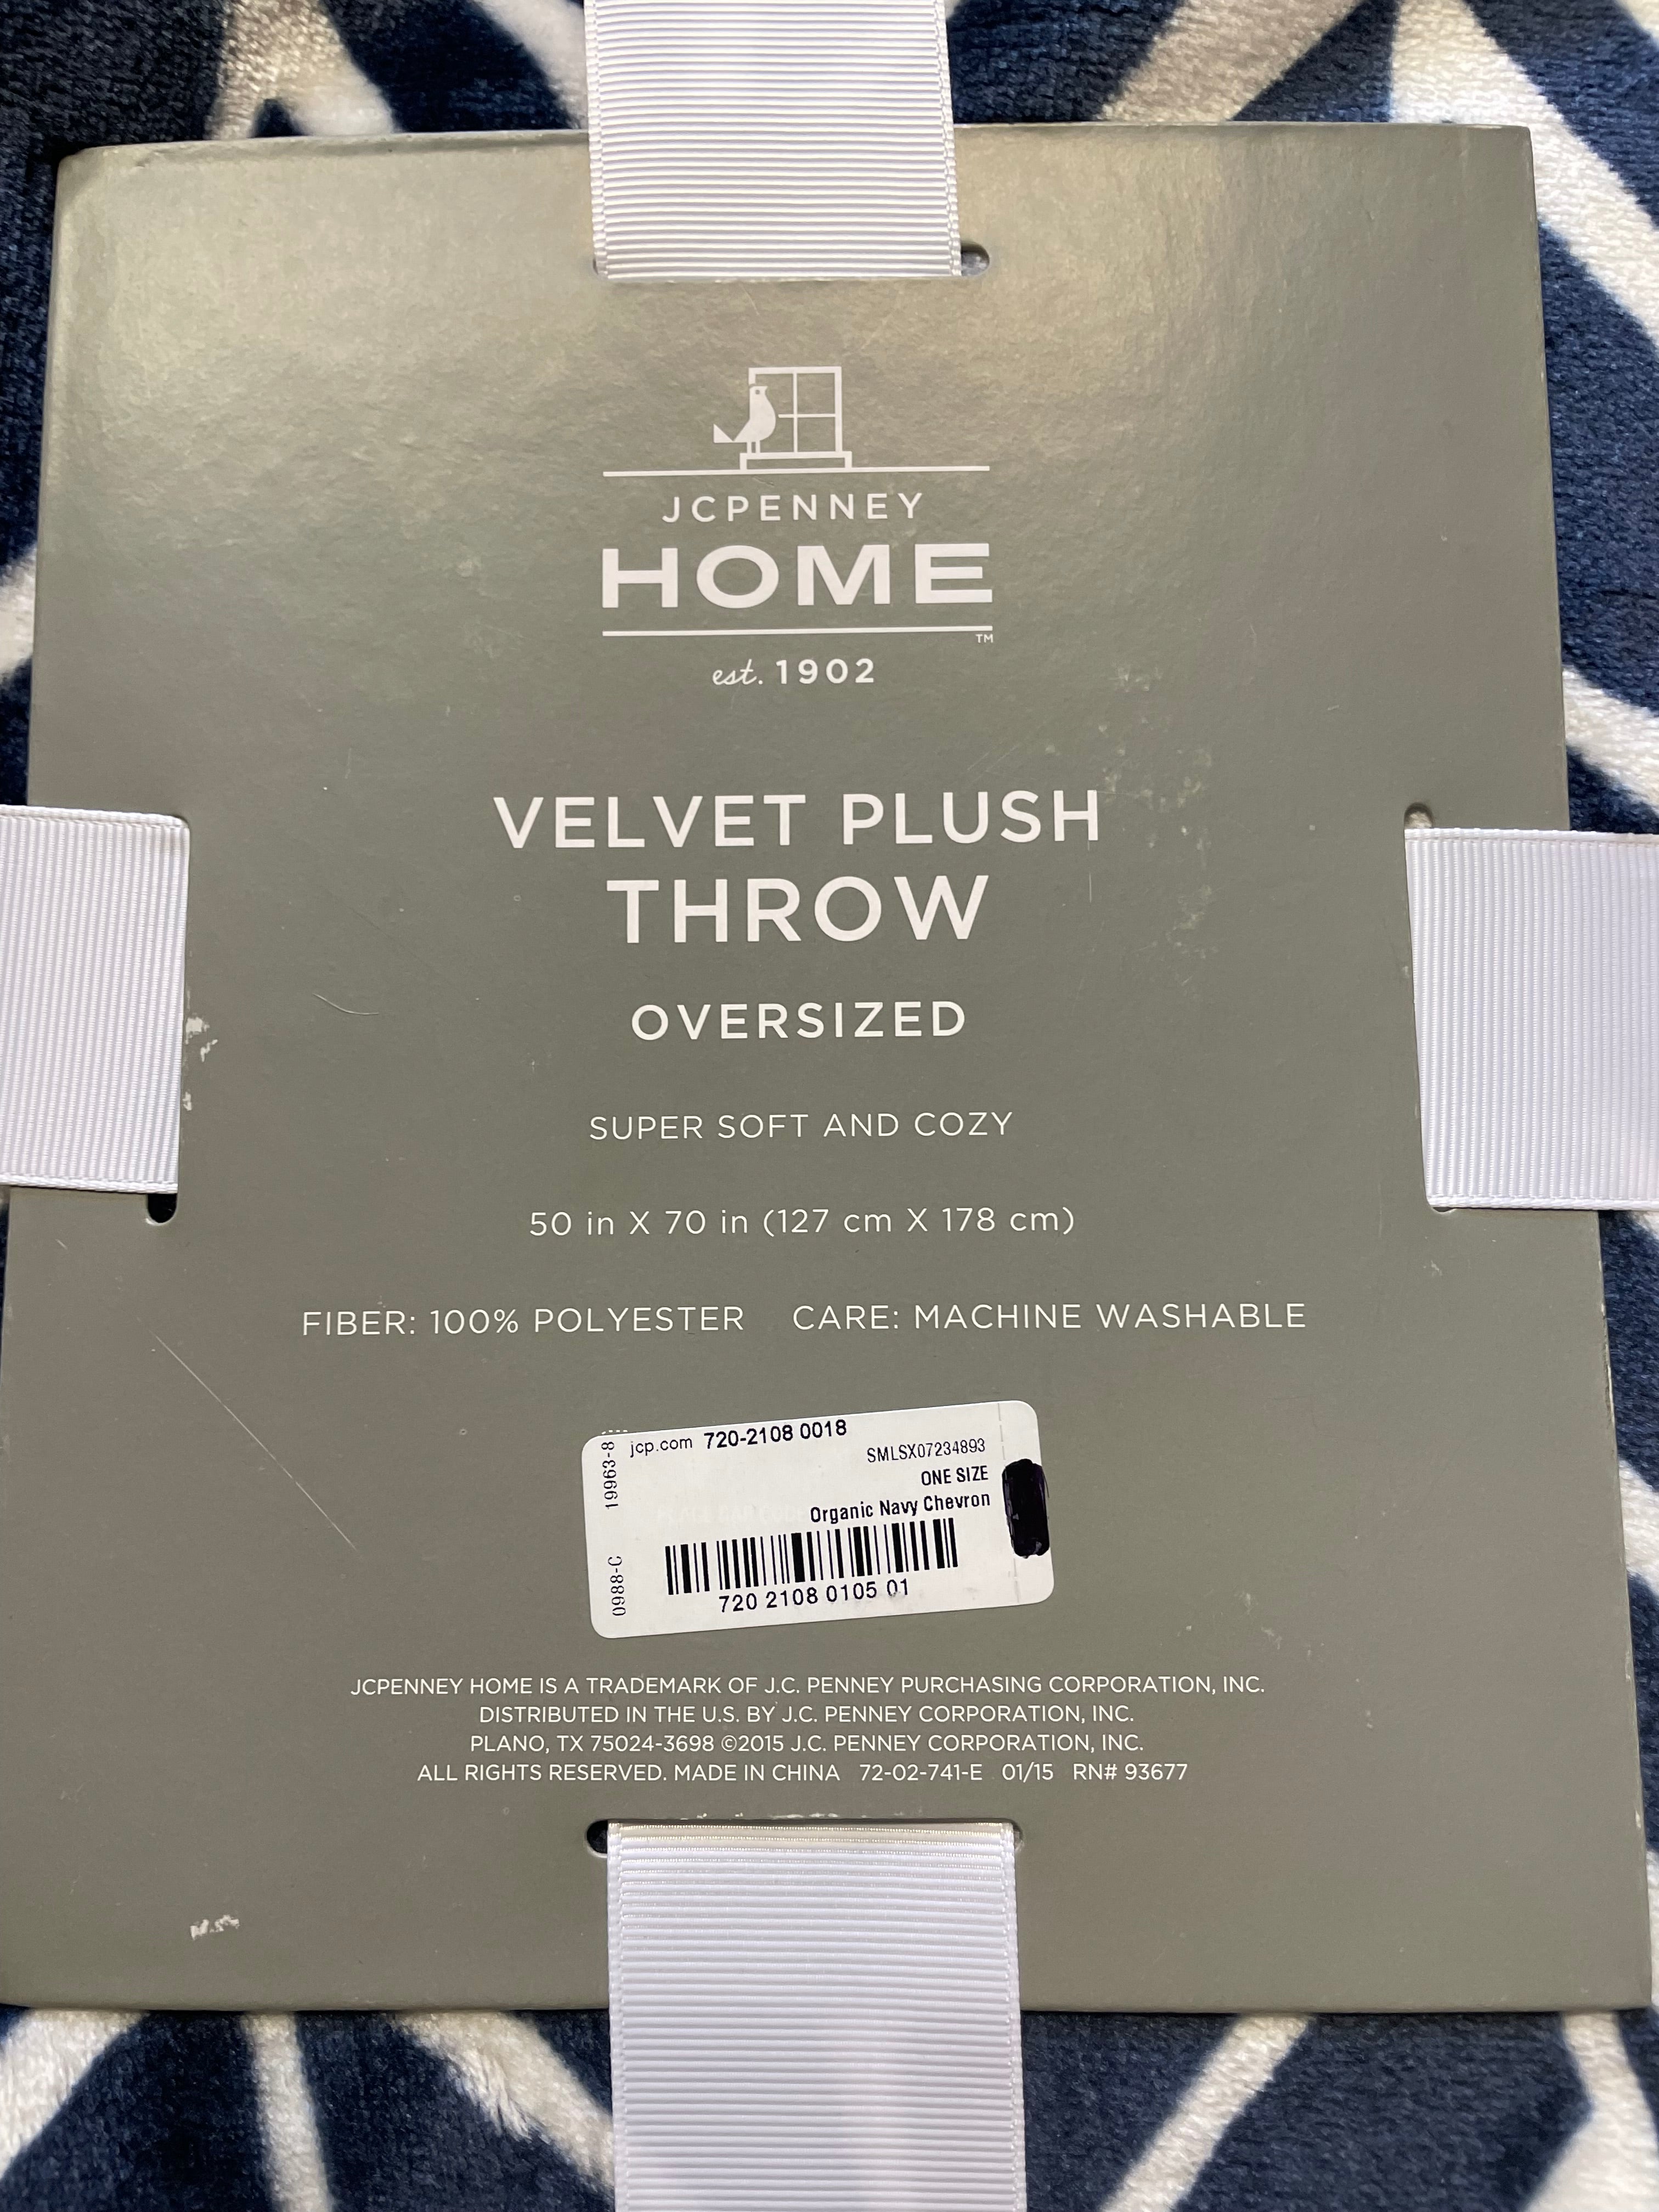 JCPENNEY
HOME
TM
est. 1902
VELVET PLUSH
THROW
OVERSIZED
SUPER SOFT AND COZY
50 in X 70 in (127 cm X 178 cm)
FIBER: 100% POLYESTER CARE: MACHINE WASHABLE
jcp.com 720-2108 0018
SMLSX07234893
ONE SIZE
Organic Navy Chevron
720 2108 0105 01
19963-8
0988-C
JCPENNEY HOME IS A TRADEMARK OF J.C. PENNEY PURCHASING CORPORATION, INC.
DISTRIBUTED IN THE U.S. BY J.C. PENNEY CORPORATION, INC.
PLANO, TX 75024-3698 ©2015 J.C. PENNEY CORPORATION, INC.
ALL RIGHTS RESERVED. MADE IN CHINA 72-02-741-E 01/15 RN# 93677